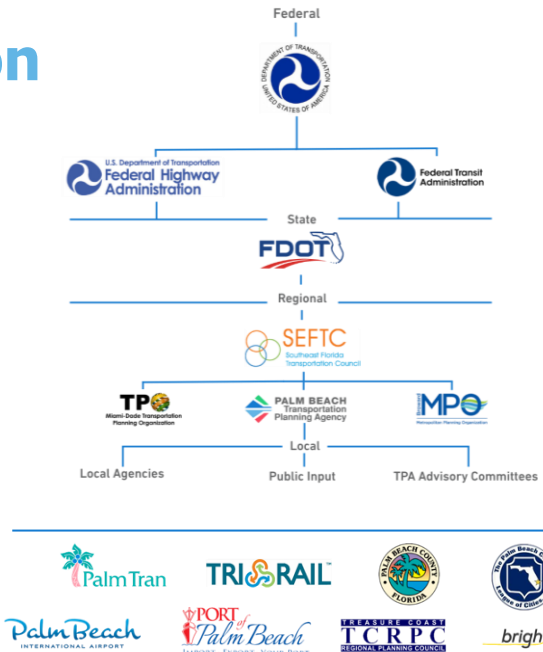 on
Federal
DEPARTMENT OF TRANSPORTATION
UNITED STATES OF AMERICA
U.S. Department of Transportation
Federal Highway
Administration
Federal Transit
Administration
State
FDOT
Regional
SEFTC
Southeast Florida
Transportation Council
TPO
Miami-Dade Transportation
Planning Organization
PALM BEACH
Transportation
Planning Agency
Broward
MPO
Metropolitan Planning Organization
Local
Local Agencies
Public Input
TPA Advisory Committees
Palm Tran
TRI RAIL
PALM BEACH COUNTY
FLORIDA
The Palm Beach C
League of Cities
Palm Beach
INTERNATIONAL AIRPORT
PORT
of
Palm Beach
TREASURE COAST
TCRPC
REGIONAL PLANNING COUNCIL
brigh